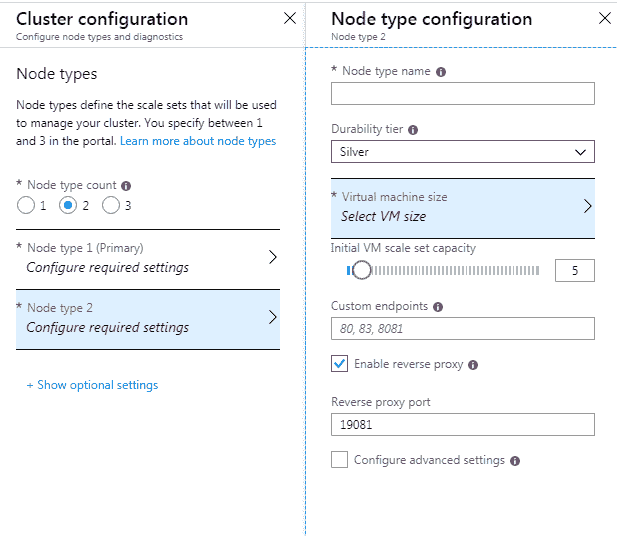 Cluster configuration
Configure node types and diagnostics
Node types
Node types define the scale sets that will be used
to manage your cluster. You specify between 1
and 3 in the portal. Learn more about node types
* Node type count
1 2 3
* Node type 1 (Primary)
Configure required settings
* Node type 2
Configure required settings
+ Show optional settings
Node type configuration
Node type 2
* Node type name
Durability tier
Silver
* Virtual machine size
Select VM size
Initial VM scale set capacity
5
Custom endpoints
80, 83, 8081
Enable reverse proxy
Reverse proxy port
19081
Configure advanced settings